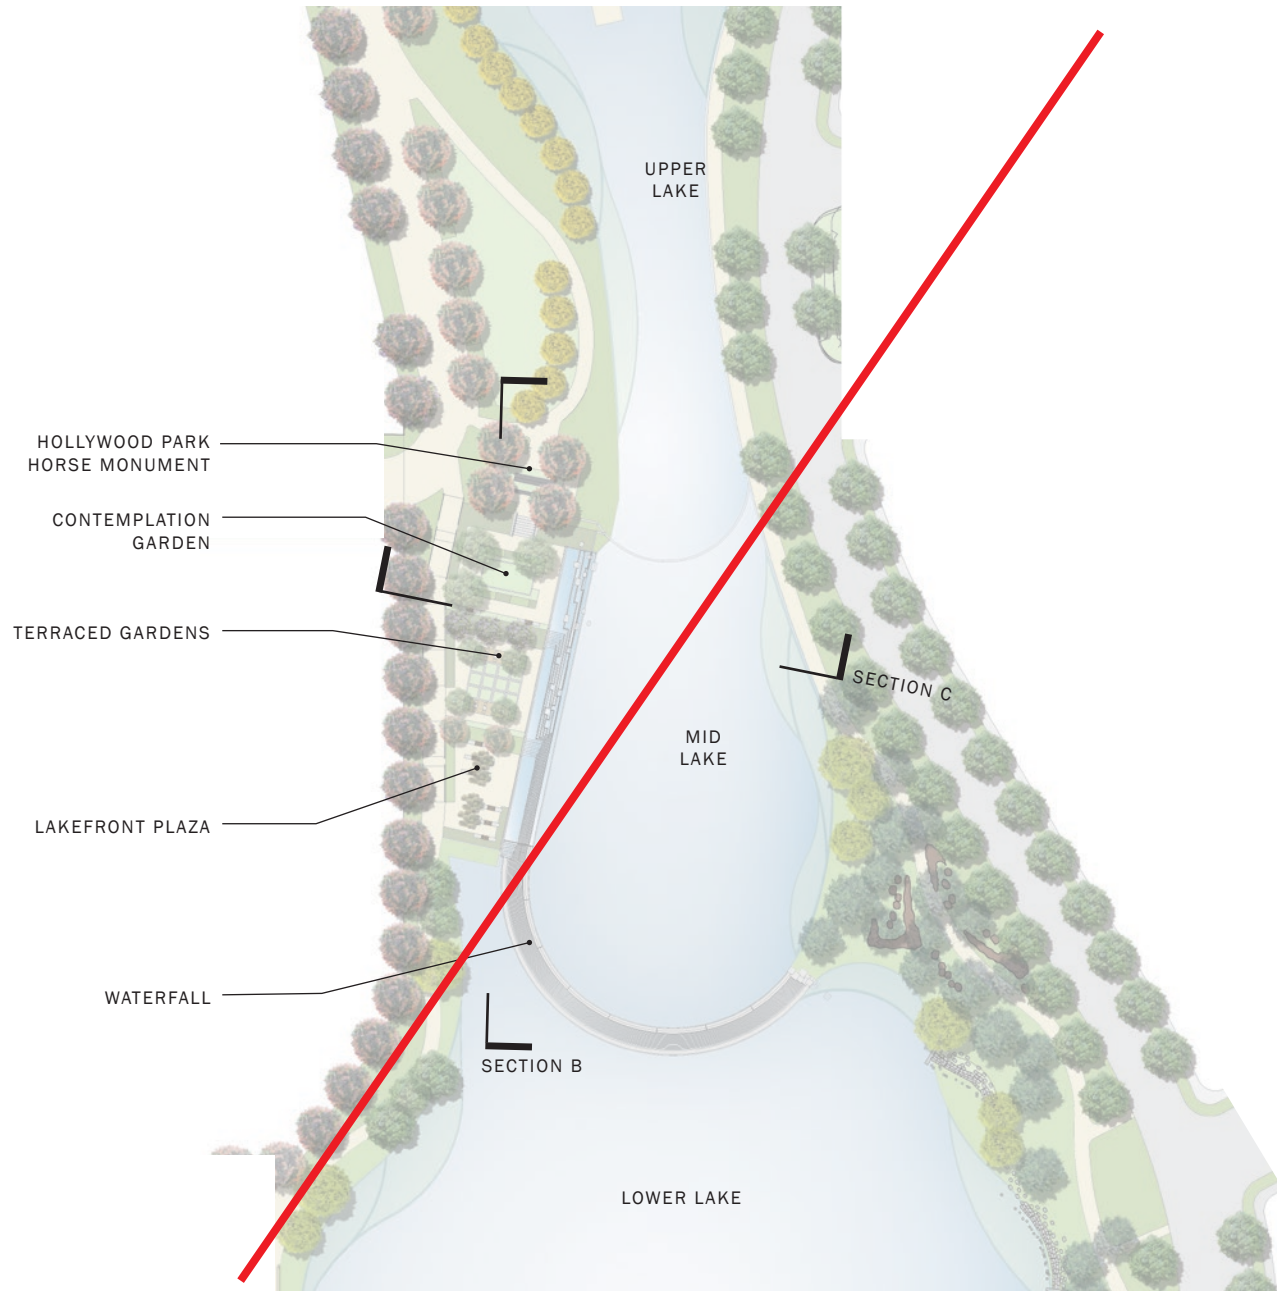 UPPER
LAKE
HOLLYWOOD PARK
HORSE MONUMENT
CONTEMPLATION
GARDEN
TERRACED GARDENS
SECTION C
MID
LAKE
LAKEFRONT PLAZA
WATERFALL
SECTION B
LOWER LAKE